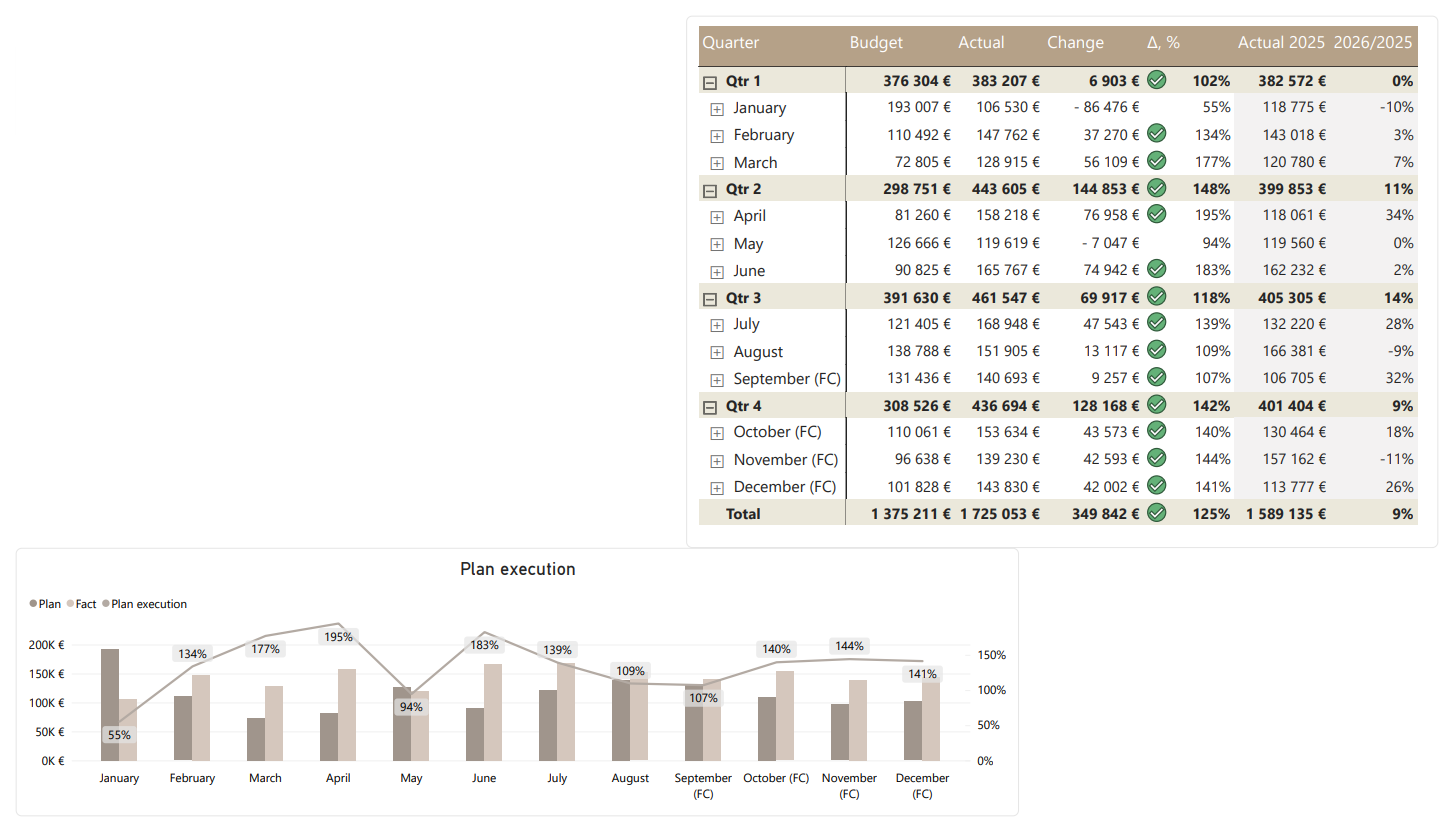 Quarter Budget Actual Change Δ, % Actual 2025 2026/2025
Qtr 1 376 304 € 383 207 € 6 903 € 102% 382 572 € 0%
January 193 007 € 106 530 € - 86 476 € 55% 118 775 € -10%
February 110 492 € 147 762 € 37 270 € 134% 143 018 € 3%
March 72 805 € 128 915 € 56 109 € 177% 120 780 € 7%
Qtr 2 298 751 € 443 605 € 144 853 € 148% 399 853 € 11%
April 81 260 € 158 218 € 76 958 € 195% 118 061 € 34%
May 126 666 € 119 619 € - 7 047 € 94% 119 560 € 0%
June 90 825 € 165 767 € 74 942 € 183% 162 232 € 2%
Qtr 3 391 630 € 461 547 € 69 917 € 118% 405 305 € 14%
July 121 405 € 168 948 € 47 543 € 139% 132 220 € 28%
August 138 788 € 151 905 € 13 117 € 109% 166 381 € -9%
September (FC) 131 436 € 140 693 € 9 257 € 107% 106 705 € 32%
Qtr 4 308 526 € 436 694 € 128 168 € 142% 401 404 € 9%
October (FC) 110 061 € 153 634 € 43 573 € 140% 130 464 € 18%
November (FC) 96 638 € 139 230 € 42 593 € 144% 157 162 € -11%
December (FC) 101 828 € 143 830 € 42 002 € 141% 113 777 € 26%
Total 1 375 211 € 1 725 053 € 349 842 € 125% 1 589 135 € 9%
Plan execution
Plan Fact Plan execution
200K €
150K €
100K €
50K €
0K €
55% 134% 177% 195% 94% 183% 139% 109% 107% 140% 144% 141%
150%
100%
50%
0%
January February March April May June July August September (FC) October (FC) November (FC) December (FC)